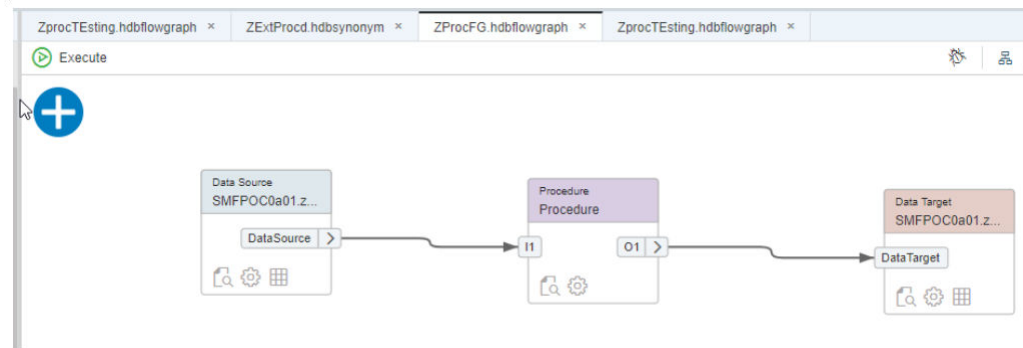 ZprocTEsting.hdbflowgraph × ZExtProcd.hdbsynonym × ZProcFG.hdbflowgraph × ZprocTEsting.hdbflowgraph ×
Execute
Data Source
SMFPOC0a01.z...
DataSource
Procedure
Procedure
I1
O1
Data Target
SMFPOC0a01.z...
DataTarget